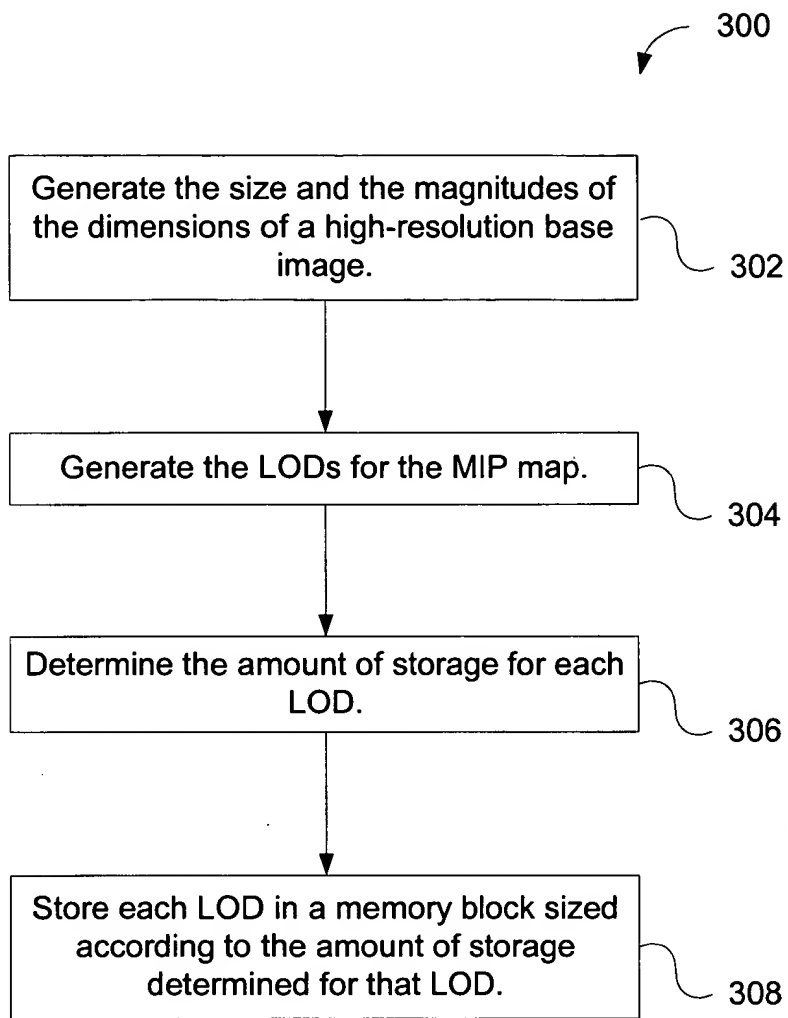 300
Generate the size and the magnitudes of
the dimensions of a high-resolution base
image.
302
Generate the LODs for the MIP map.
304
Determine the amount of storage for each
LOD.
306
Store each LOD in a memory block sized
according to the amount of storage
determined for that LOD.
308